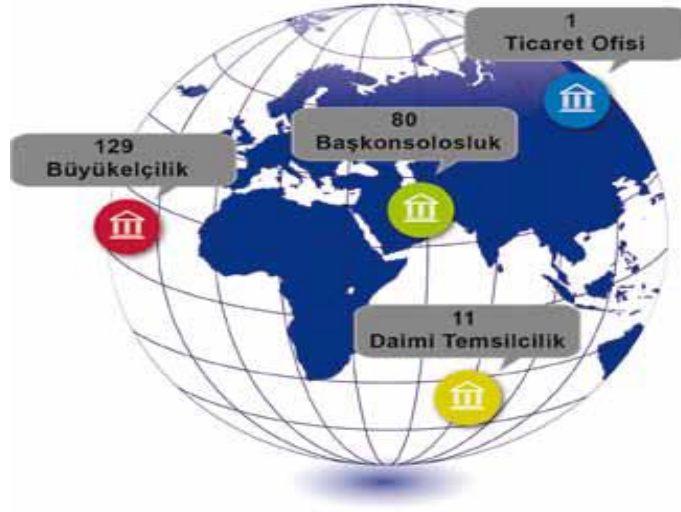 1
Ticaret Ofisi
80
Başkonsolosluk
129
Büyükelçilik
11
Daimi Temsilcilik